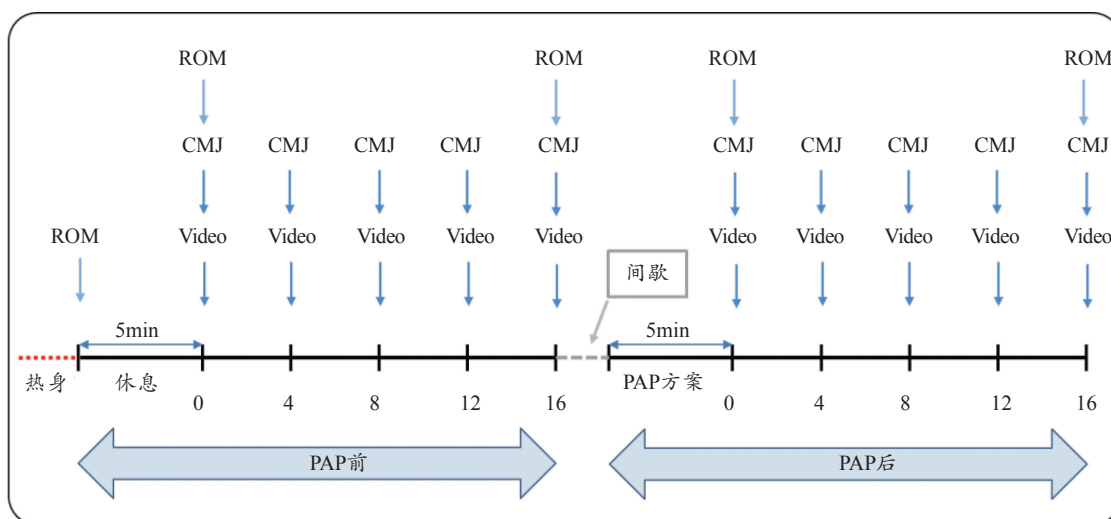 ROM ROM ROM ROM
CMJ CMJ CMJ CMJ CMJ CMJ CMJ CMJ CMJ CMJ
ROM Video Video Video Video Video Video Video Video Video Video
间歇
5min 5min
热身 休息 PAP方案
0 4 8 12 16 0 4 8 12 16
PAP前 PAP后